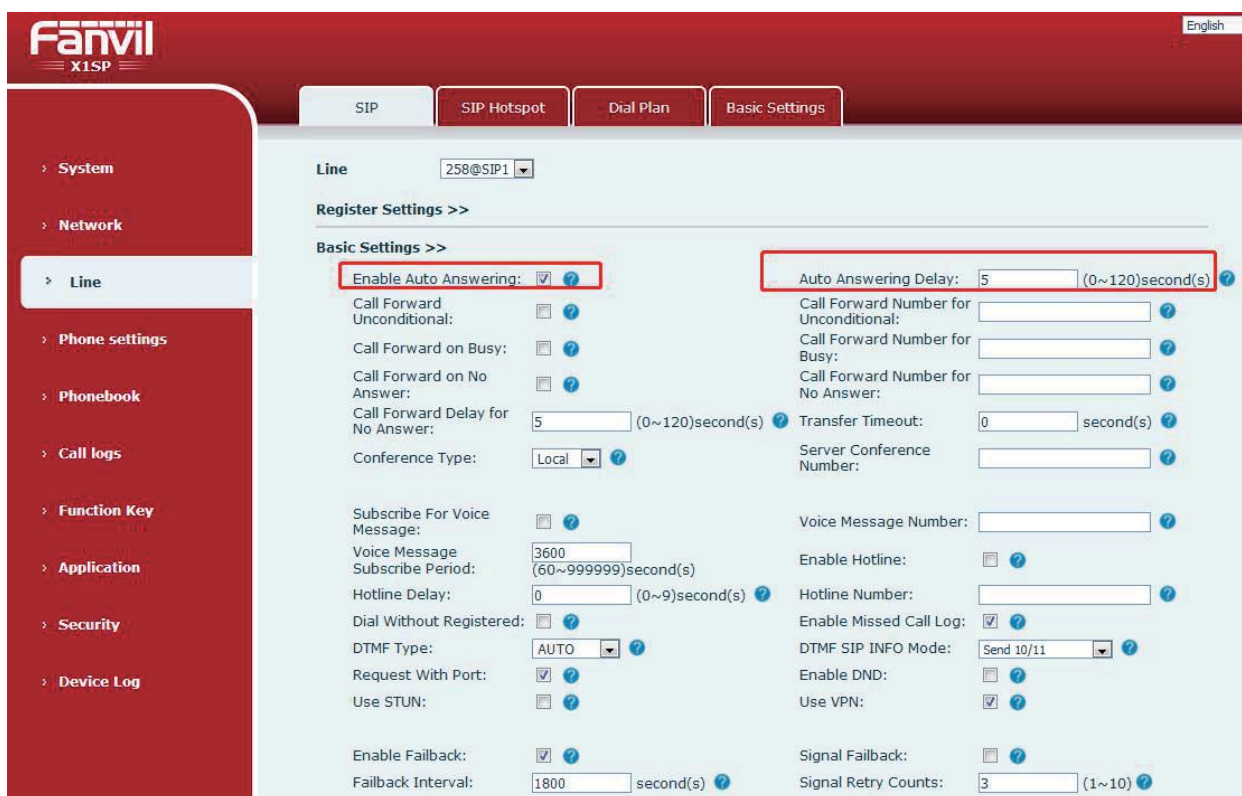 English
Fanvil
X1SP
SIP
SIP Hotspot
Dial Plan
Basic Settings
System
Network
Line
Phone settings
Phonebook
Call logs
Function Key
Application
Security
Device Log
Line 258@SIP1
Register Settings >>
Basic Settings >>
Enable Auto Answering: Auto Answering Delay: 5 (0~120)second(s)
Call Forward Unconditional: Call Forward Number for Unconditional:
Call Forward on Busy: Call Forward Number for Busy:
Call Forward on No Answer: Call Forward Number for No Answer:
Call Forward Delay for No Answer: 5 (0~120)second(s) Transfer Timeout: 0 second(s)
Conference Type: Local Server Conference Number:
Subscribe For Voice Message: Voice Message Number:
Voice Message Subscribe Period: 3600 (60~999999)second(s) Enable Hotline:
Hotline Delay: 0 (0~9)second(s) Hotline Number:
Dial Without Registered: Enable Missed Call Log:
DTMF Type: AUTO DTMF SIP INFO Mode: Send 10/11
Request With Port: Enable DND:
Use STUN: Use VPN:
Enable Failback: Signal Failback:
Failback Interval: 1800 second(s) Signal Retry Counts: 3 (1~10)